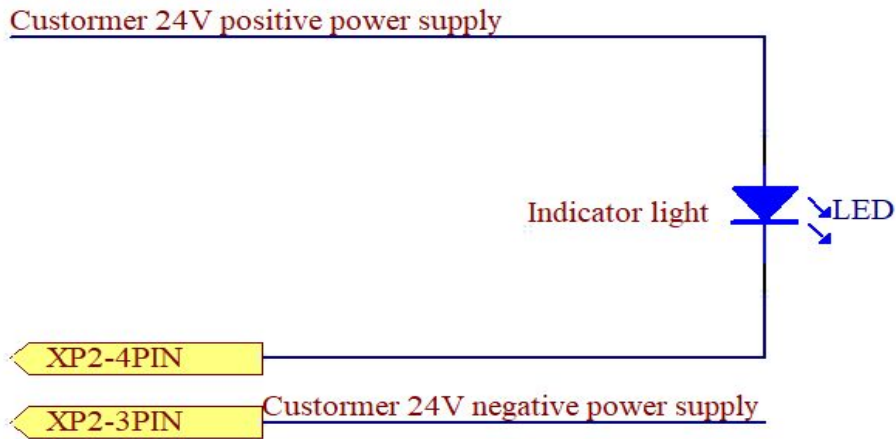 Custormer 24V positive power supply
Indicator light
LED
XP2-4PIN
XP2-3PIN
Custormer 24V negative power supply